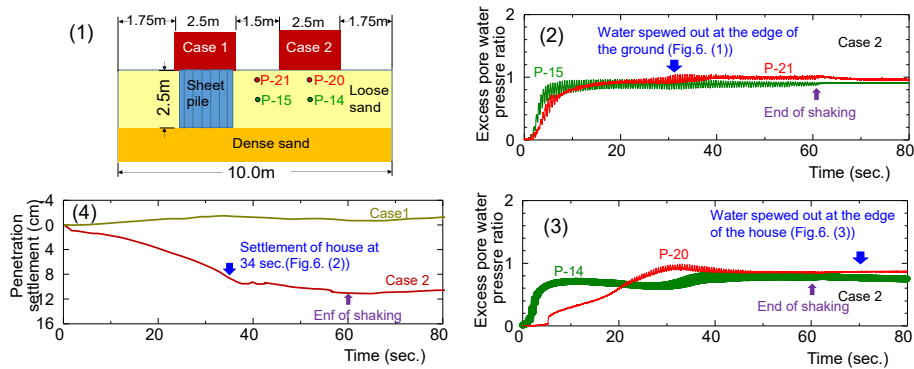 (1)
1.75m 2.5m 2.5m 1.75m
Case 1
Case 2
Sheet
pile
P-21
P-20
P-15
P-14
Loose
sand
2.5m
Dense sand
10.0m
(2)
Excess pore water
pressure ratio
2
1
0
0 20 40 60 80
Time (sec.)
Water spewed out at the edge of
the ground (Fig.6. (1))
Case 2
P-15
P-21
End of shaking
(4)
Penetration
settlement (cm)
4
0
4
8
12
16
0 20 40 60 80
Time (sec.)
Case1
Settlement of house at
34 sec.(Fig.6. (2))
Case 2
Enf of shaking
(3)
Excess pore water
pressure ratio
2
1
0
0 20 40 60 80
Time (sec.)
Water spewed out at the edge
of the house (Fig.6. (3))
P-20
P-14
End of shaking
Case 2